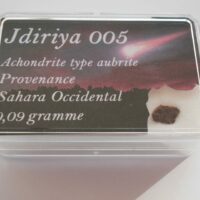 Jdiriya 005
Achondrite type aubrite
Provenance
Sahara Occidental
0,09 gramme